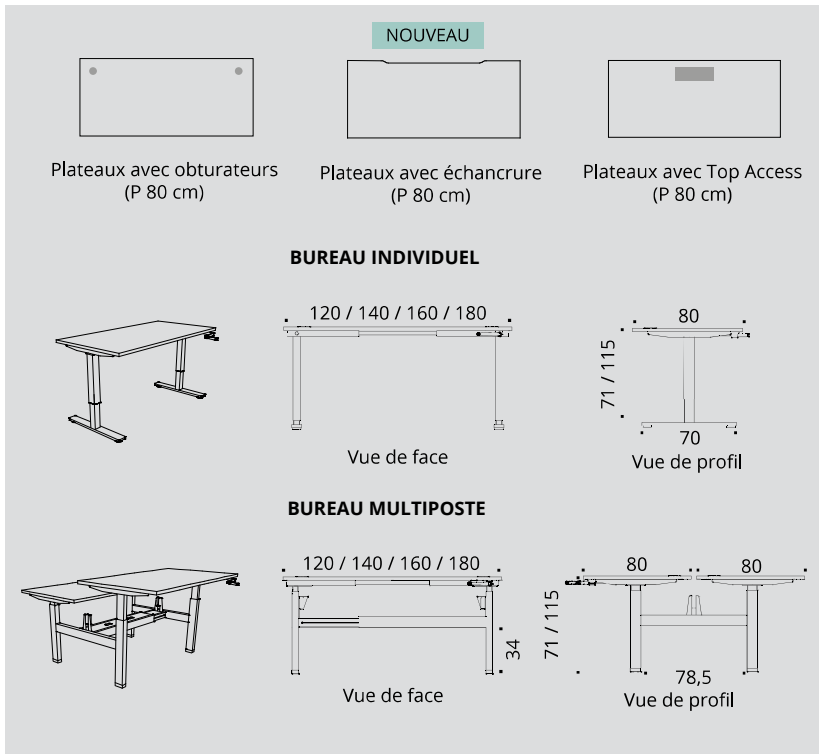 NOUVEAU
Plateaux avec obturateurs
(P 80 cm)
Plateaux avec échancrure
(P 80 cm)
Plateaux avec Top Access
(P 80 cm)
BUREAU INDIVIDUEL
120 / 140 / 160 / 180
80
71 / 115
70
Vue de face
Vue de profil
BUREAU MULTIPOSTE
120 / 140 / 160 / 180
80
80
34
71 / 115
78,5
Vue de face
Vue de profil